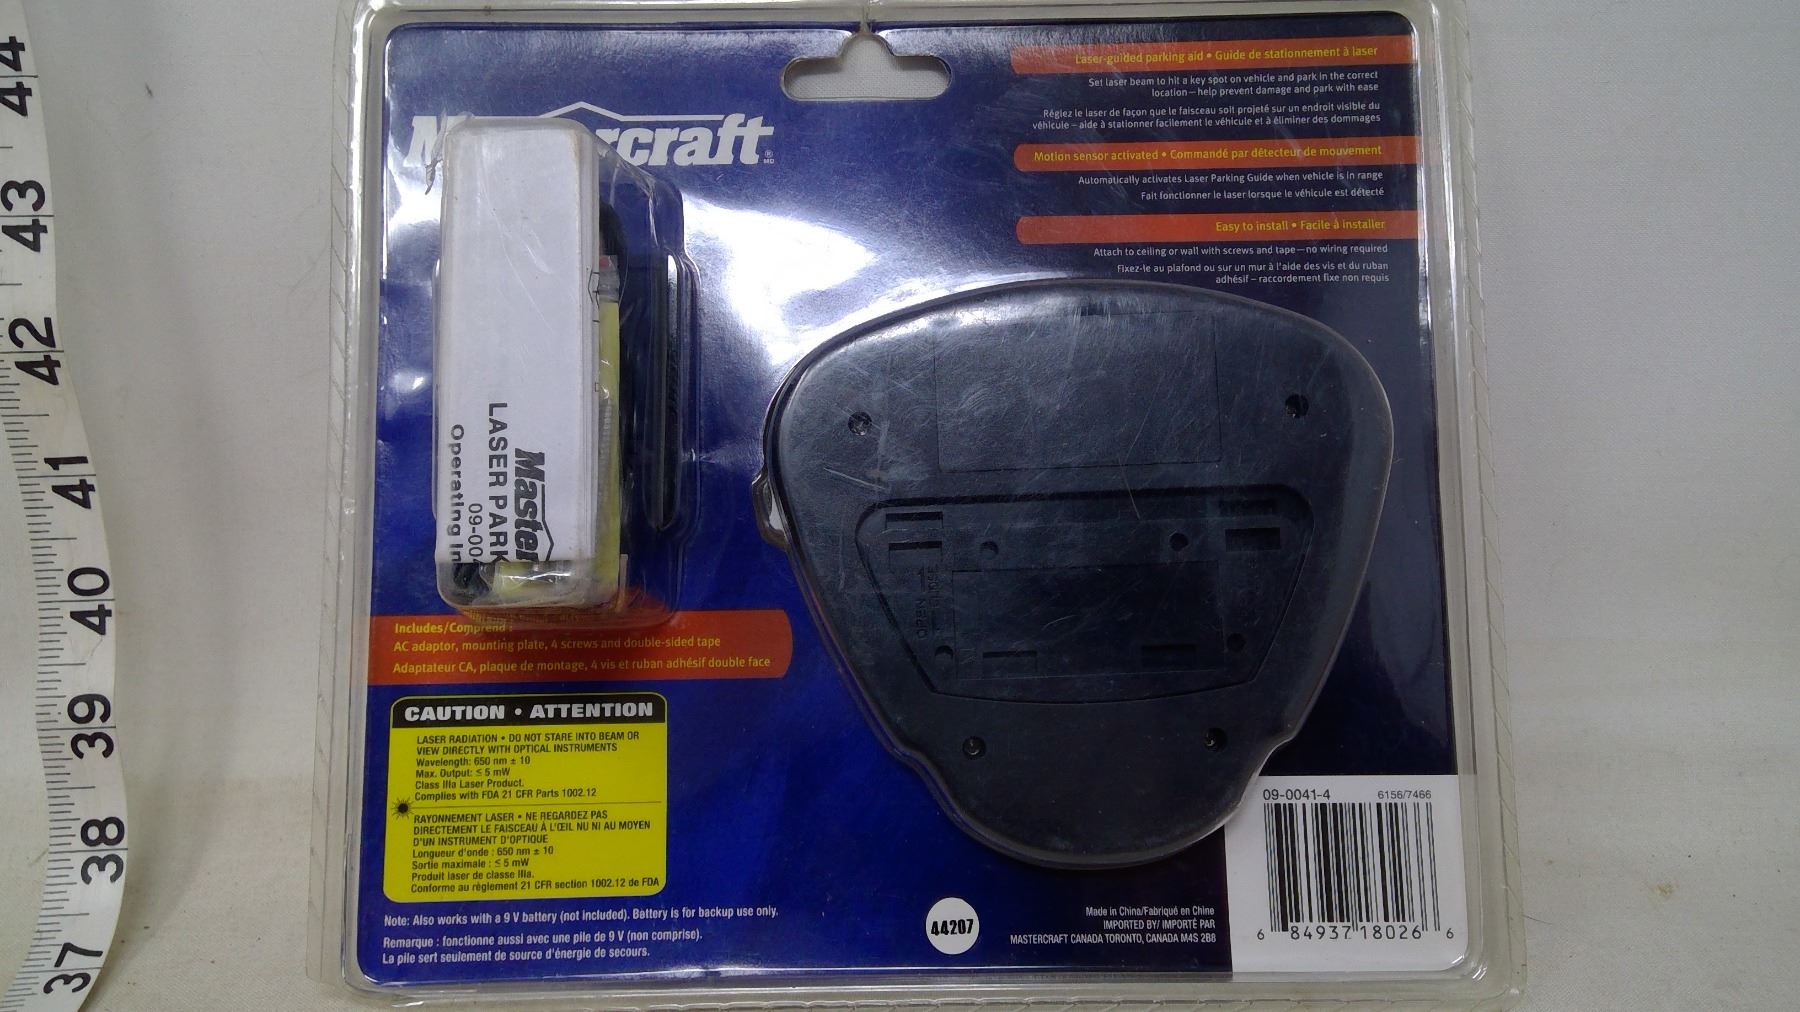 44
43
42
41
40
39
38
37
Mastercraft
® MD
Laser-guided parking aid • Guide de stationnement à laser
Set laser beam to hit a key spot on vehicle and park in the correct
location—help prevent damage and park with ease
Réglez le laser de façon que le faisceau soit projeté sur un endroit visible du
véhicule – aide à stationner facilement le véhicule et à éliminer des dommages
Motion sensor activated • Commandé par détecteur de mouvement
Automatically activates Laser Parking Guide when vehicle is in range
Fait fonctionner le laser lorsque le véhicule est détecté
Easy to install • Facile à installer
Attach to ceiling or wall with screws and tape—no wiring required
Fixez-le au plafond ou sur un mur à l'aide des vis et du ruban
adhésif – raccordement fixe non requis
Master
LASER PARK
09-00
Operating In
OPEN
CLOSE
Includes/Comprend :
AC adaptor, mounting plate, 4 screws and double-sided tape
Adaptateur CA, plaque de montage, 4 vis et ruban adhésif double face
CAUTION • ATTENTION
LASER RADIATION • DO NOT STARE INTO BEAM OR
VIEW DIRECTLY WITH OPTICAL INSTRUMENTS
Wavelength: 650 nm ± 10
Max. Output: ≤ 5 mW
Class IIIa Laser Product.
Complies with FDA 21 CFR Parts 1002.12
RAYONNEMENT LASER • NE REGARDEZ PAS
DIRECTEMENT LE FAISCEAU À L'ŒIL NU NI AU MOYEN
D'UN INSTRUMENT D'OPTIQUE
Longueur d'onde : 650 nm ± 10
Sortie maximale : ≤ 5 mW
Produit laser de classe IIIa.
Conforme au règlement 21 CFR section 1002.12 de FDA
Note: Also works with a 9 V battery (not included). Battery is for backup use only.
Remarque : fonctionne aussi avec une pile de 9 V (non comprise).
La pile sert seulement de source d'énergie de secours.
44207
Made in China/Fabriqué en Chine
IMPORTED BY/ IMPORTÉ PAR
MASTERCRAFT CANADA TORONTO, CANADA M4S 2B8
09-0041-4 6156/7466
6 84937 18026 6